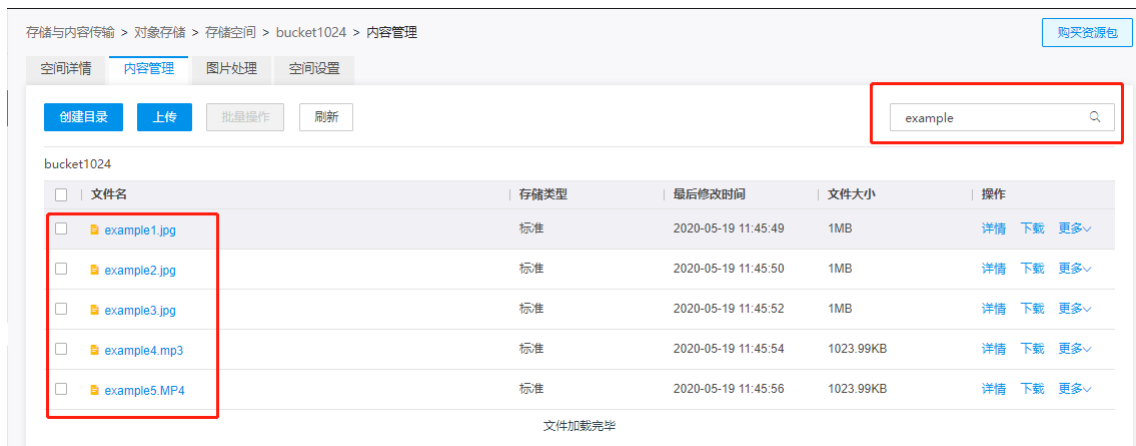 存储与内容传输 > 对象存储 > 存储空间 > bucket1024 > 内容管理
购买资源包
空间详情 内容管理 图片处理 空间设置
创建目录 上传 批量操作 刷新 example
bucket1024
文件名 存储类型 最后修改时间 文件大小 操作
example1.jpg 标准 2020-05-19 11:45:49 1MB 详情 下载 更多
example2.jpg 标准 2020-05-19 11:45:50 1MB 详情 下载 更多
example3.jpg 标准 2020-05-19 11:45:52 1MB 详情 下载 更多
example4.mp3 标准 2020-05-19 11:45:54 1023.99KB 详情 下载 更多
example5.MP4 标准 2020-05-19 11:45:56 1023.99KB 详情 下载 更多
文件加载完毕